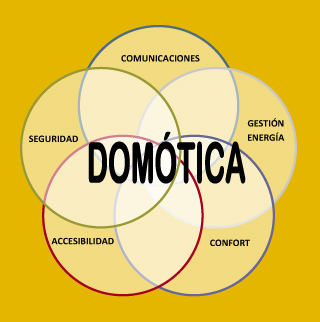 COMUNICACIONES
GESTIÓN
ENERGÍA
SEGURIDAD
DOMÓTICA
ACCESIBILIDAD
CONFORT